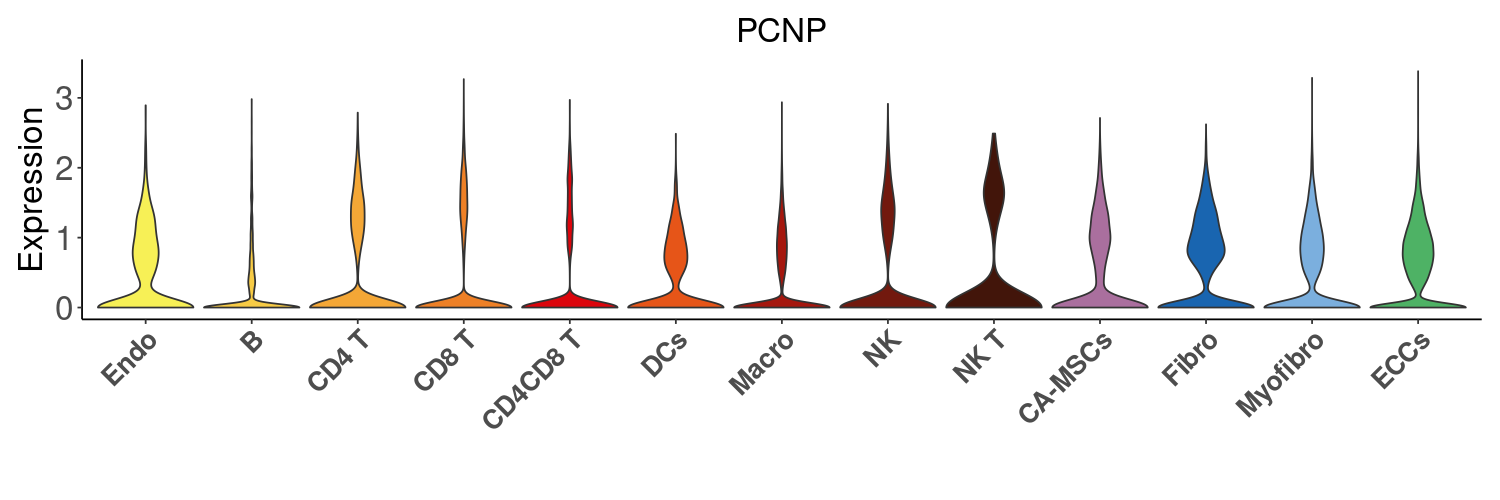 PCNP
Expression
3
2
1
0
Endo
B
CD4 T
CD8 T
CD4CD8 T
DCs
Macro
NK
NK T
CA-MSCs
Fibro
Myofibro
ECCs